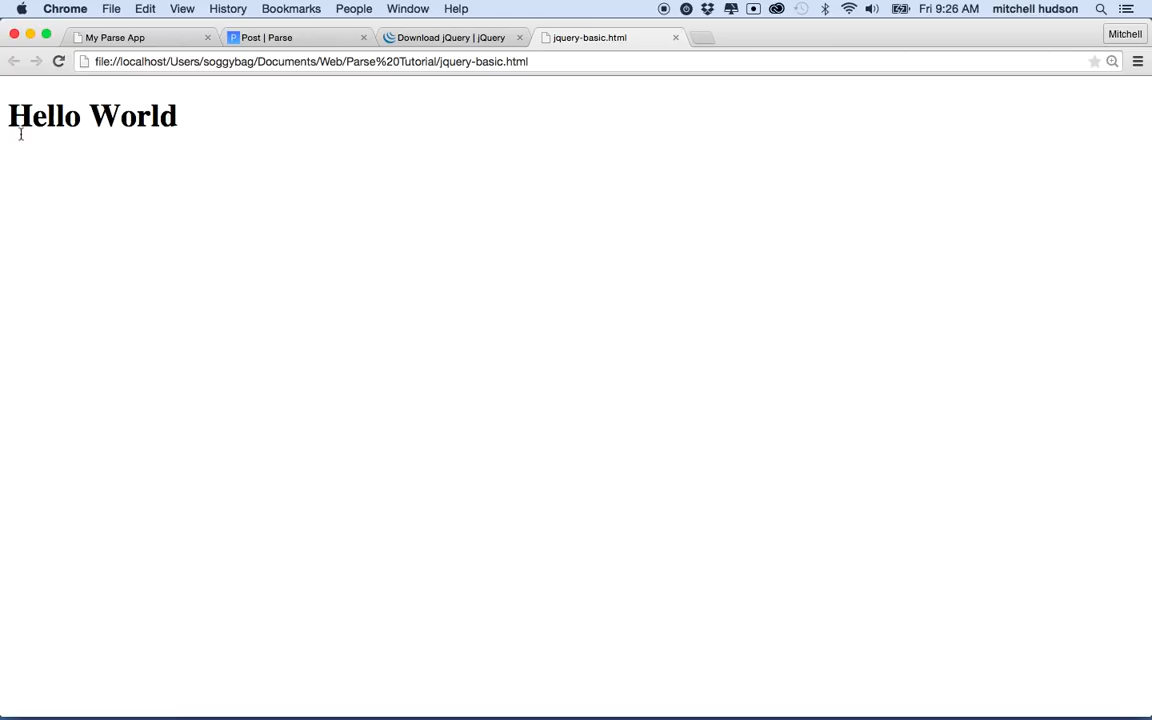 Chrome File Edit View History Bookmarks People Window Help Fri 9:26 AM mitchell hudson
My Parse App P Post | Parse Download jQuery | jQuery jquery-basic.html Mitchell
file://localhost/Users/soggybag/Documents/Web/Parse%20Tutorial/jquery-basic.html
Hello World